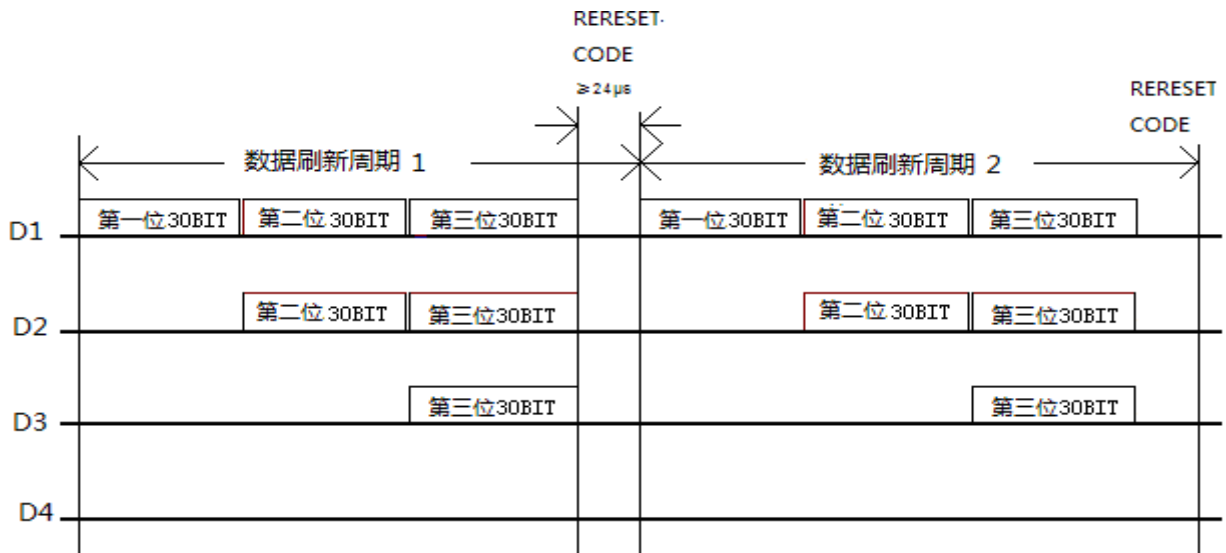 RERESET
CODE
≥24μs
RERESET
CODE
数据刷新周期 1
数据刷新周期 2
D1
第一位30BIT
第二位30BIT
第三位30BIT
第一位30BIT
第二位30BIT
第三位30BIT
D2
第二位30BIT
第三位30BIT
第二位30BIT
第三位30BIT
D3
第三位30BIT
第三位30BIT
D4